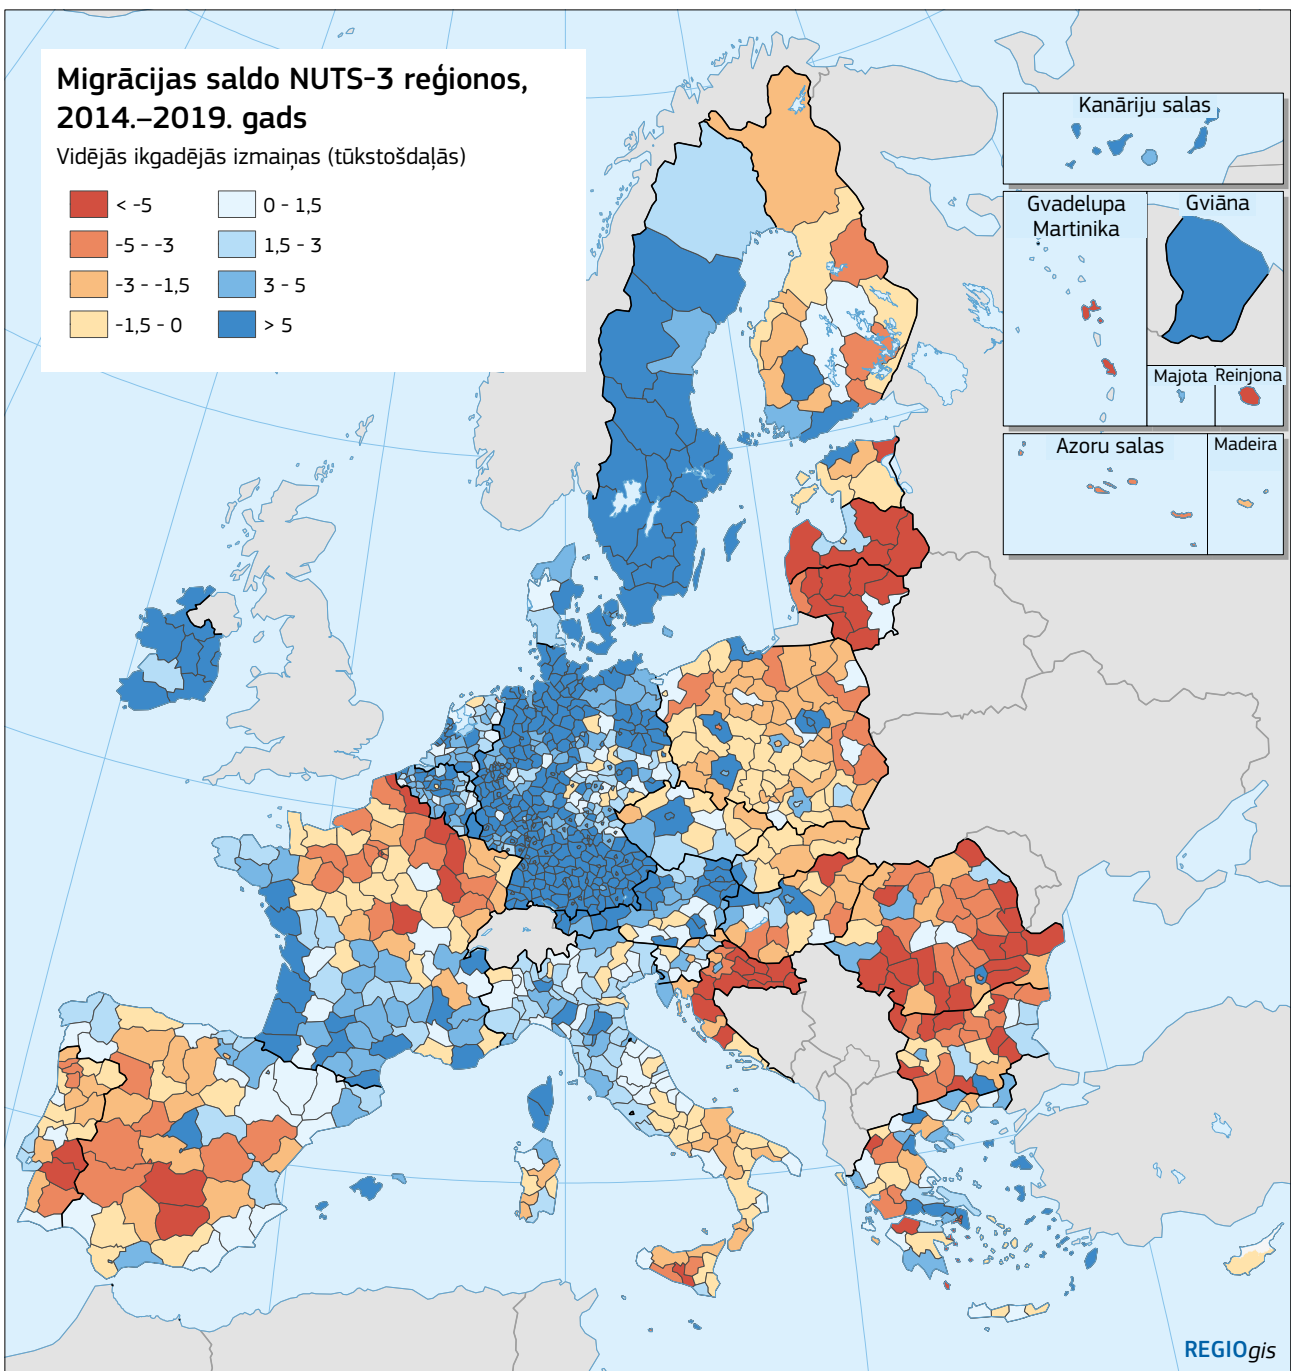 Migrācijas saldo NUTS-3 reģionos,
2014.–2019. gads
Vidējās ikgadējās izmaiņas (tūkstošdaļās)
< -5
-5 - -3
-3 - -1,5
-1,5 - 0
0 - 1,5
1,5 - 3
3 - 5
> 5
Kanāriju salas
Gvadelupa
Martinika
Gviāna
Majota
Reinjona
Azoru salas
Madeira
REGIOgis